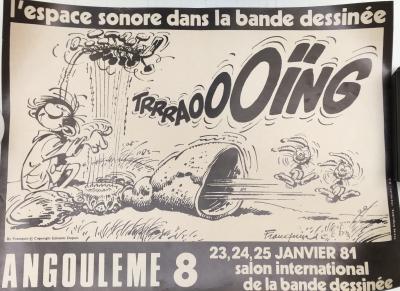 l'espace sonore dans la bande dessinée
TRRRAOOOÏNG
Franquin
ANGOULEME 8
23,24,25 JANVIER 81
salon international
de la bande dessinée